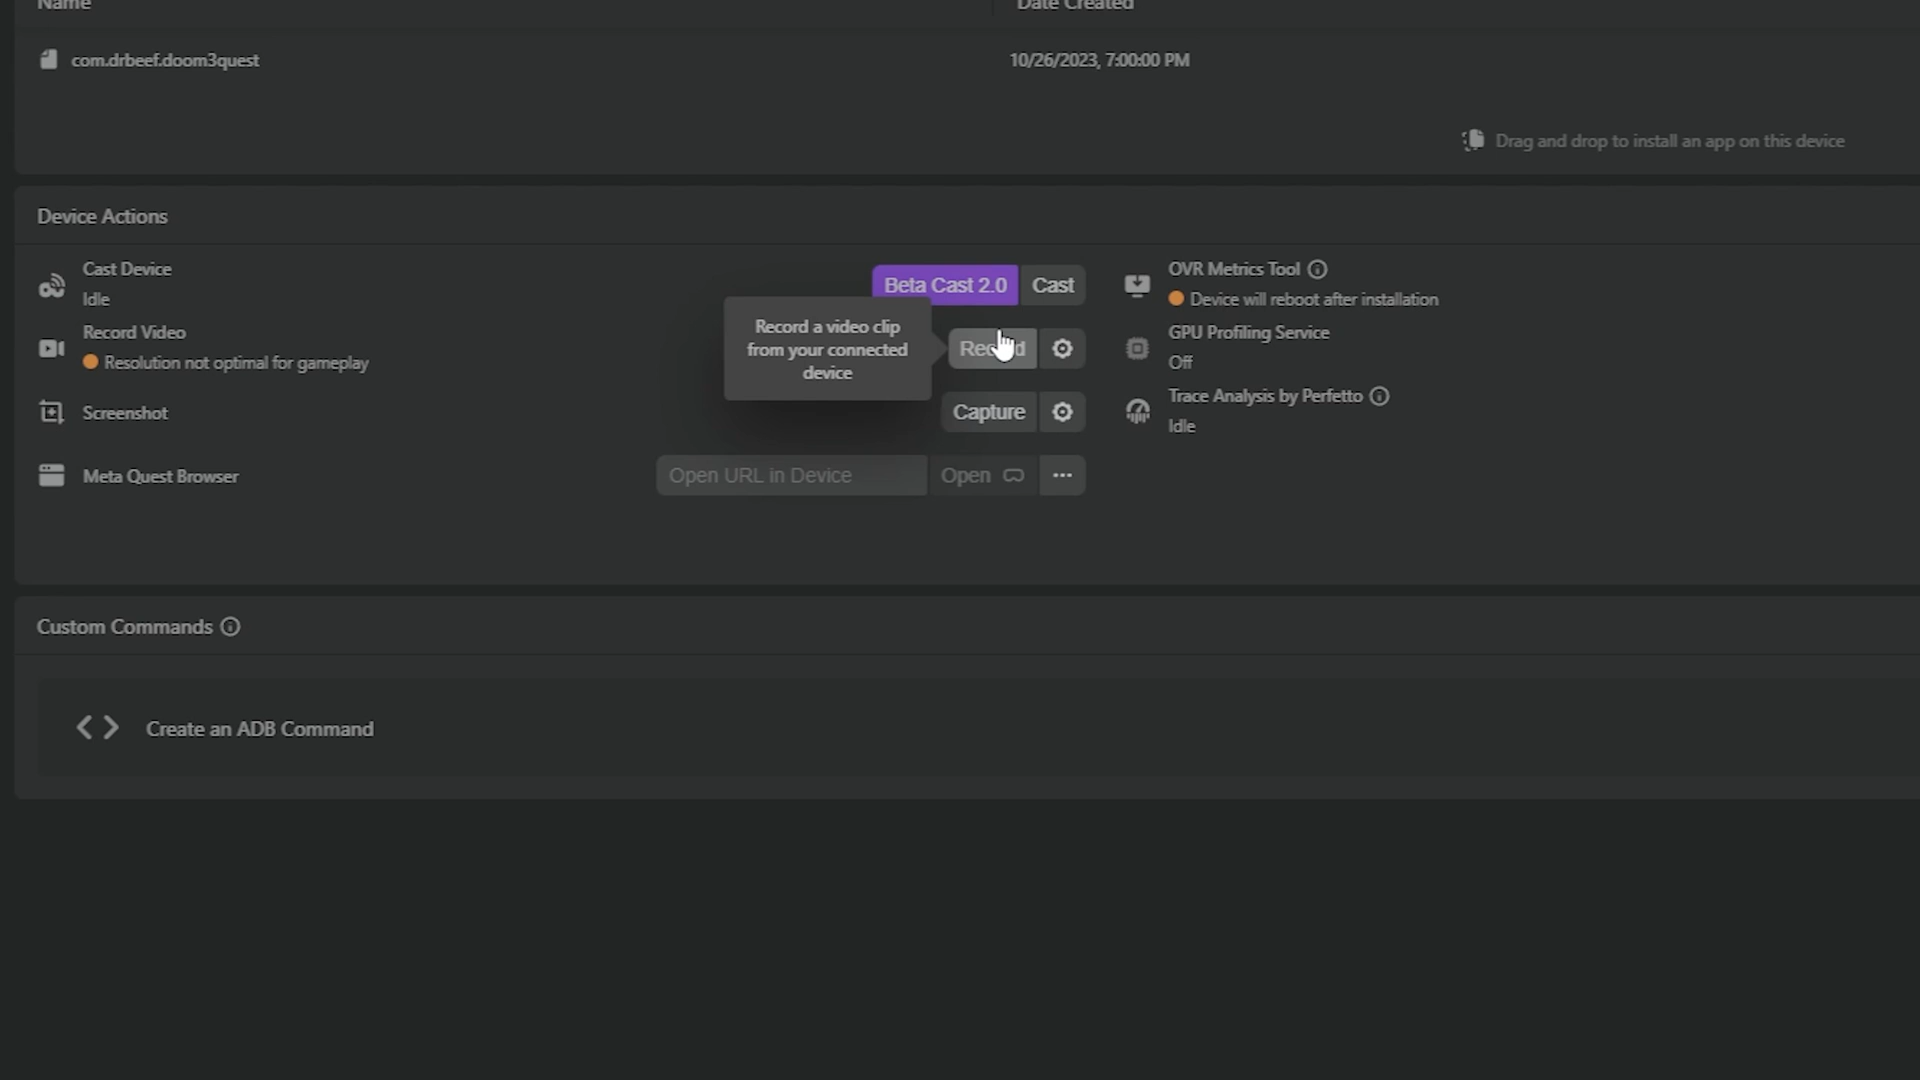 Name
Date Created
com.drbeef.doom3quest
10/26/2023, 7:00:00 PM
Drag and drop to install an app on this device
Device Actions
Cast Device
Idle
Beta Cast 2.0
Cast
OVR Metrics Tool
Device will reboot after installation
Record Video
Resolution not optimal for gameplay
Record a video clip
from your connected
device
GPU Profiling Service
Off
Screenshot
Capture
Trace Analysis by Perfetto
Idle
Meta Quest Browser
Open URL in Device
Open
Custom Commands
Create an ADB Command